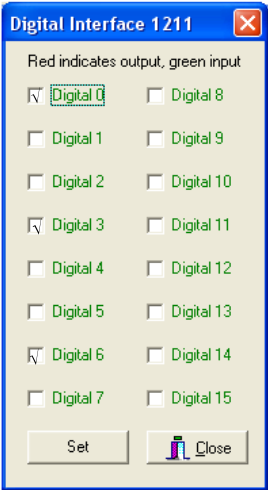 Digital Interface 1211
Red indicates output, green input
Digital 0 Digital 8
Digital 1 Digital 9
Digital 2 Digital 10
Digital 3 Digital 11
Digital 4 Digital 12
Digital 5 Digital 13
Digital 6 Digital 14
Digital 7 Digital 15
Set Close